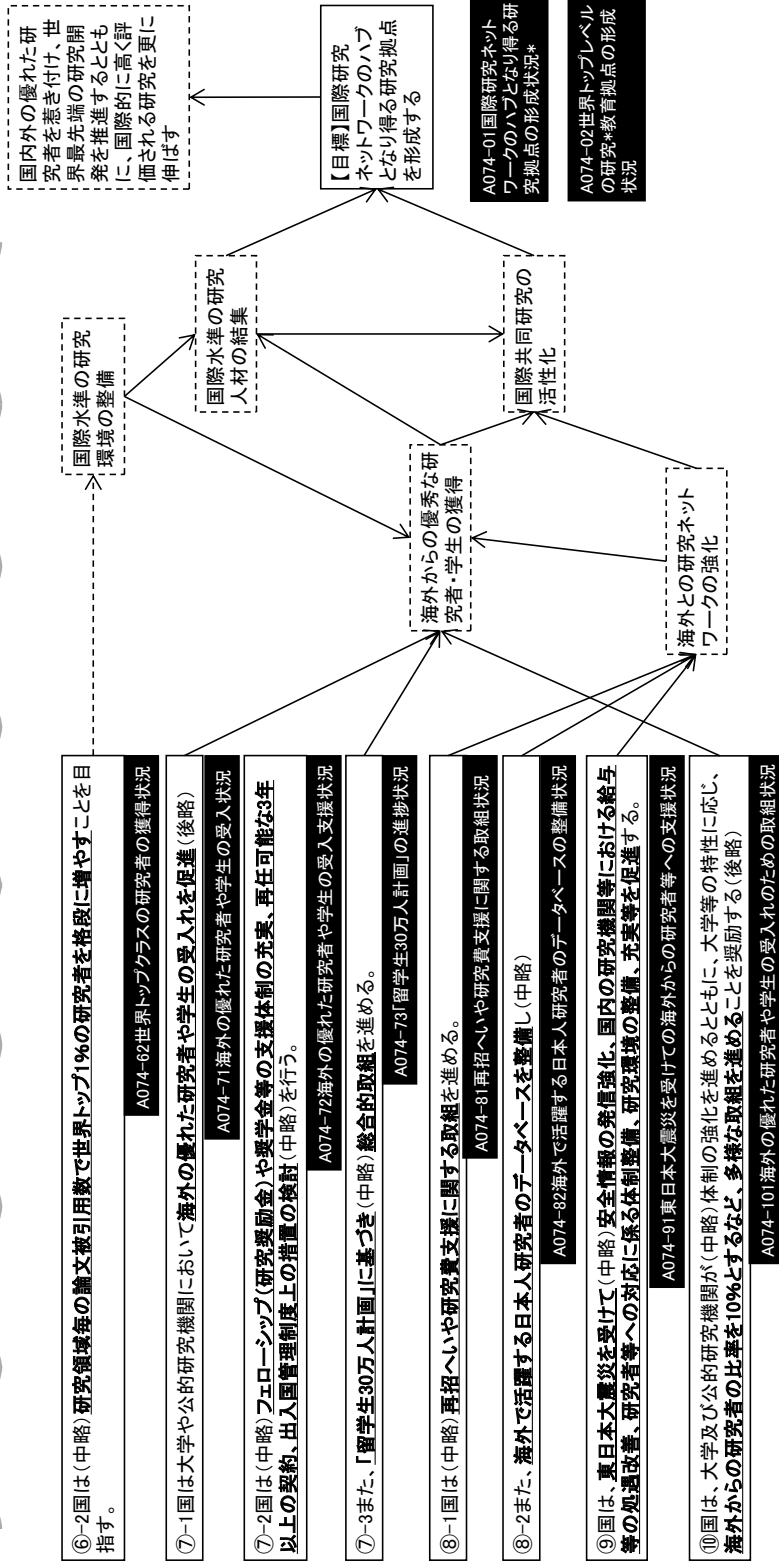 ⑥-2国は(中略)研究領域毎の論文被引用数で世界トップ1%の研究者を格段に増やすことを目
指す。
A074-62世界トップクラスの研究者の獲得状況
⑦-1国は大学や公的研究機関において海外の優れた研究者や学生の受入れを促進(後略)
A074-71海外の優れた研究者や学生の受入状況
⑦-2国は(中略)フェローシップ(研究奨励金)や奨学金等の支援体制の充実、再任可能な3年
以上の契約、出入国管理制度上の措置の検討(中略)を行う。
A074-72海外の優れた研究者や学生の受入支援状況
⑦-3また、「留学生30万人計画」に基づき(中略)総合的取組を進める。
A074-73「留学生30万人計画」の進捗状況
⑧-1国は(中略)再招へいや研究費支援に関する取組を進める。
A074-81再招へいや研究費支援に関する取組状況
⑧-2また、海外で活躍する日本人研究者のデータベースを整備し(中略)
A074-82海外で活躍する日本人研究者のデータベースの整備状況
⑨国は、東日本大震災を受けて(中略)安全情報の発信強化、国内の研究機関等における給与
等の処遇改善、研究者等への対応に係る体制整備、研究環境の整備、充実等を促進する。
A074-91東日本大震災を受けての海外からの研究者等への支援状況
⑩国は、大学及び公的研究機関が(中略)体制の強化を進めるとともに、大学等の特性に応じ、
海外からの研究者の比率を10%とするなど、多様な取組を進めることを奨励する(後略)
A074-101海外の優れた研究者や学生の受入れのための取組状況
国際水準の研究
環境の整備
海外からの優秀な研
究者・学生の獲得
海外との研究ネット
ワークの強化
国際水準の研究
人材の結集
国際共同研究の
活性化
国内外の優れた研
究者を惹き付け、世
界最先端の研究開
発を推進するととも
に、国際的に高く評
価される研究を更に
伸ばす
【目標】国際研究
ネットワークのハブ
となり得る研究拠点
を形成する
A074-01国際研究ネット
ワークのハブとなり得る研
究拠点の形成状況*
A074-02世界トップレベル
の研究*教育拠点の形成
状況